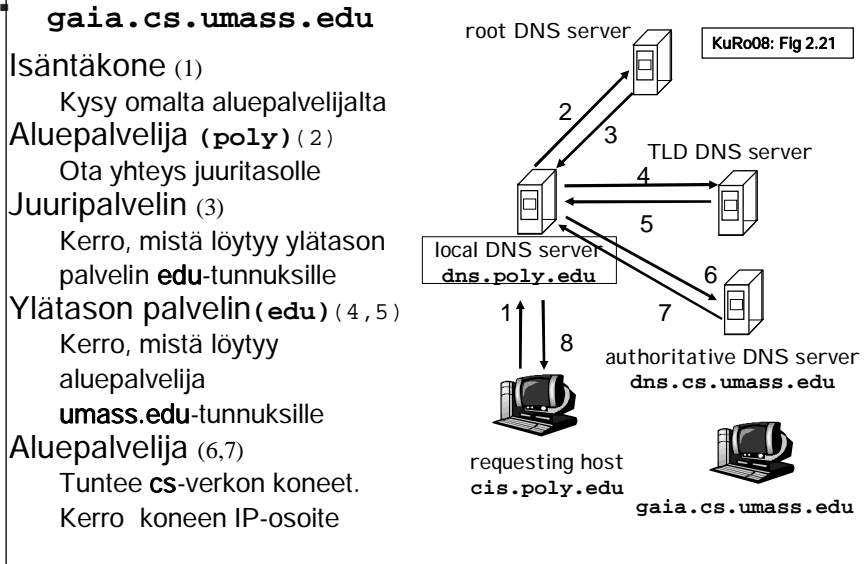 gaia.cs.umass.edu
Isäntäkone (1)
Kysy omalta aluepalvelijalta
Aluepalvelija (poly)(2)
Ota yhteys juuritasolle
Juuripalvelin (3)
Kerro, mistä löytyy ylätason
palvelin edu-tunnuksille
Ylätason palvelin(edu)(4,5)
Kerro, mistä löytyy
aluepalvelija
umass.edu-tunnuksille
Aluepalvelija (6,7)
Tuntee cs-verkon koneet.
Kerro koneen IP-osoite
root DNS server
KuRo08: Fig 2.21
2
3
TLD DNS server
4
5
local DNS server
dns.poly.edu
6
7
1
8
authoritative DNS server
dns.cs.umass.edu
requesting host
cis.poly.edu
gaia.cs.umass.edu